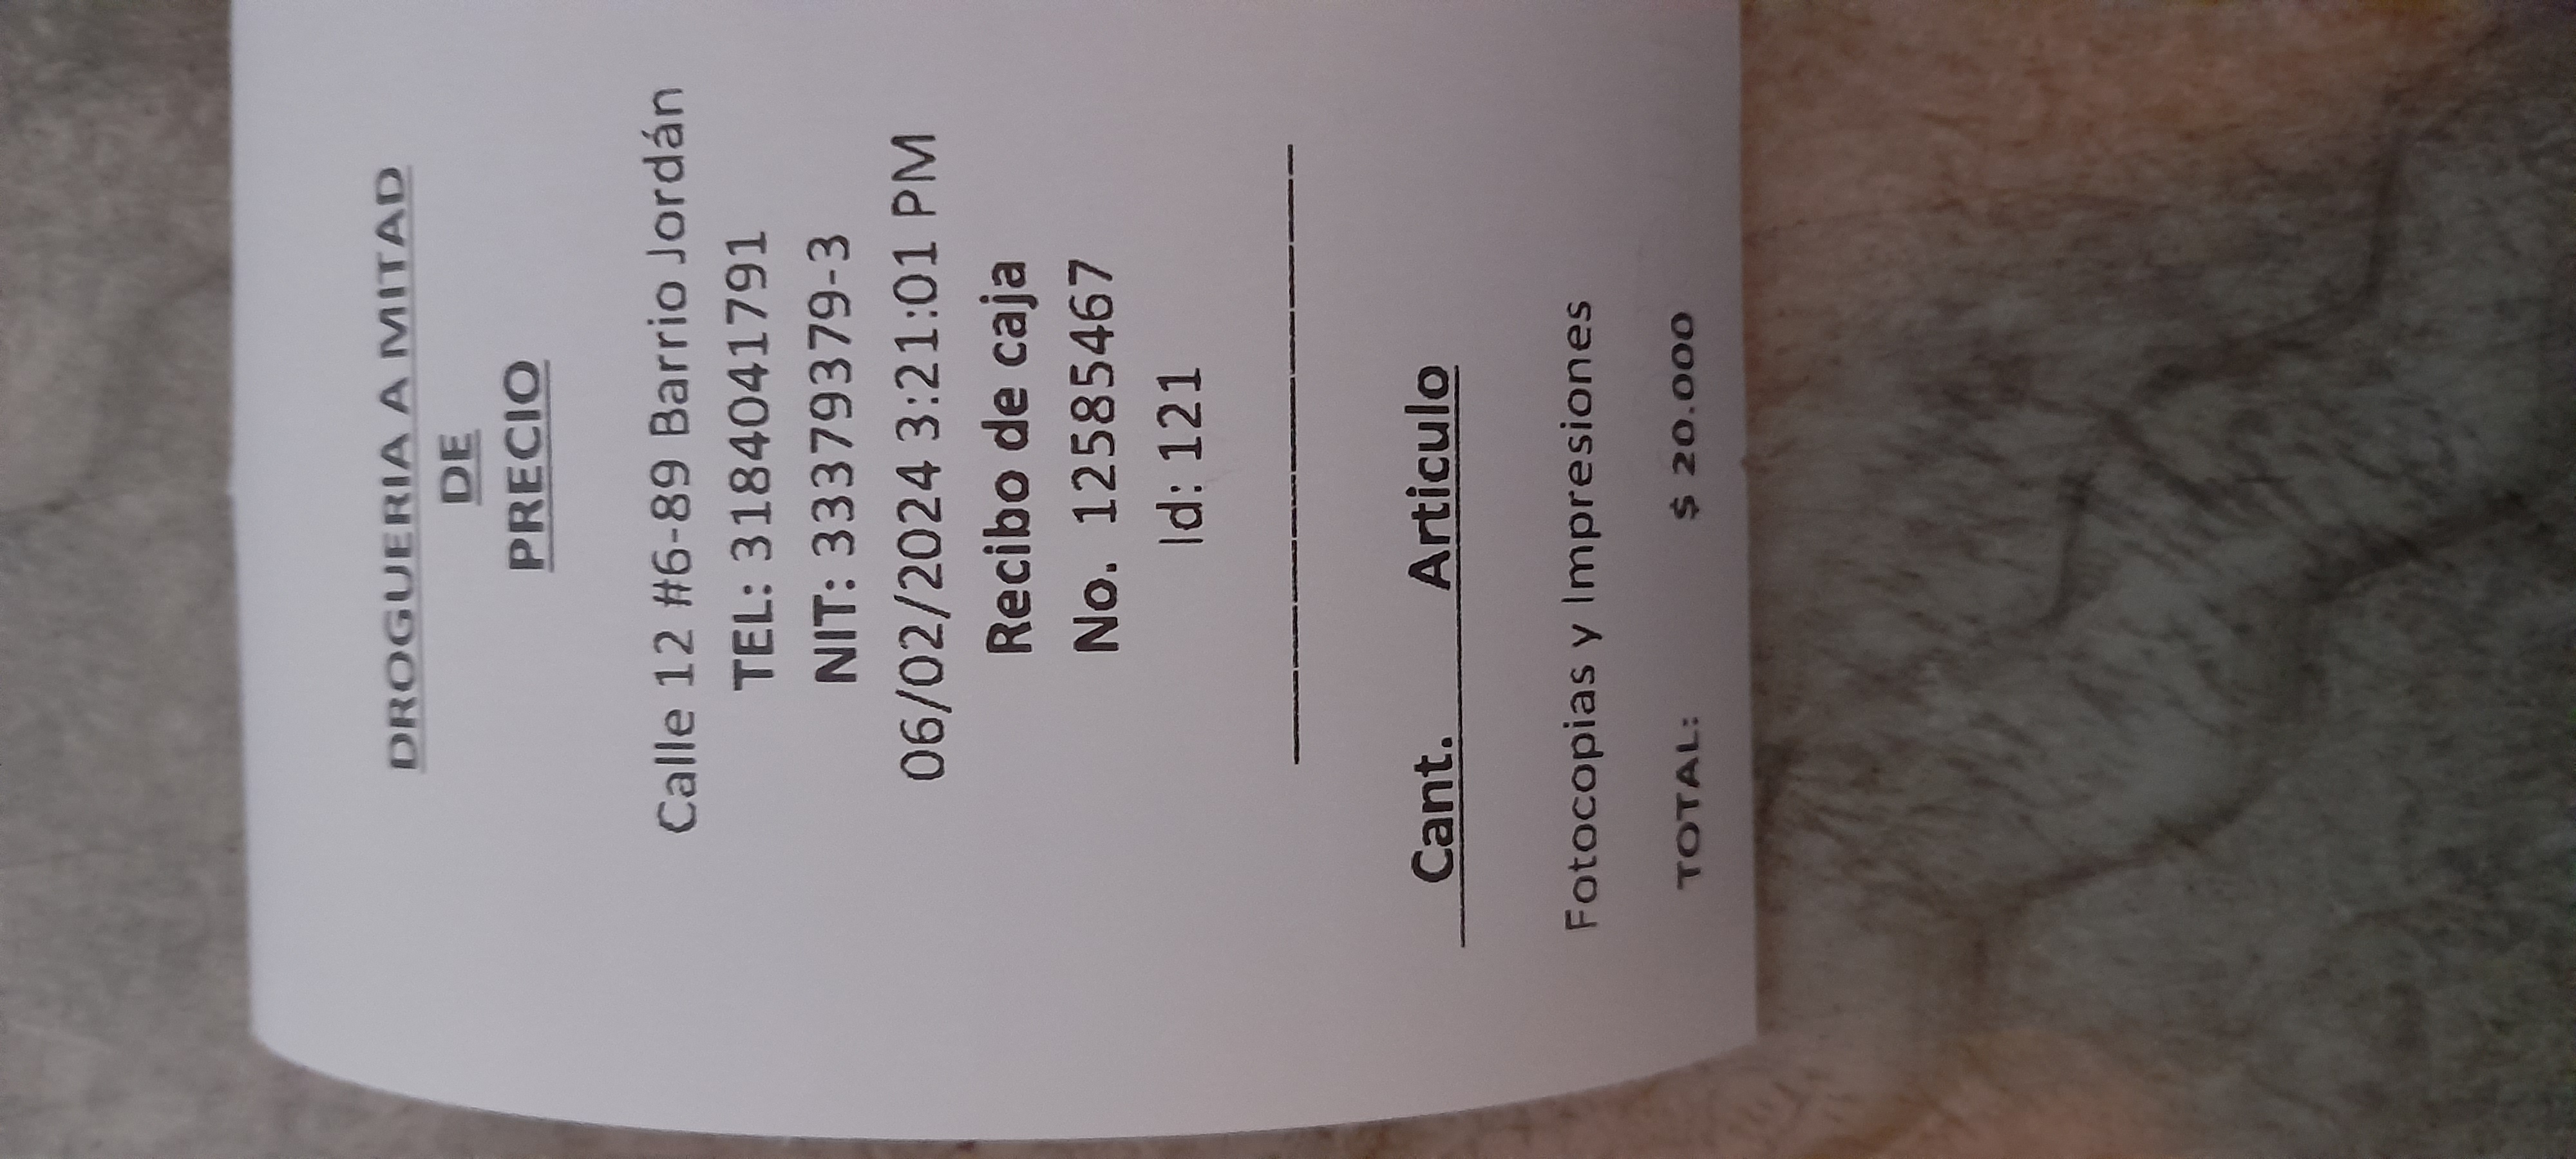 DROGUERIA A MITAD
DE
PRECIO
Calle 12 #6-89 Barrio Jordán
TEL: 3184041791
NIT: 333793379-3
06/02/2024 3:21:01 PM
Recibo de caja
No. 12585467
Id: 121
Cant. Articulo
Fotocopias y Impresiones
TOTAL: $ 20.000